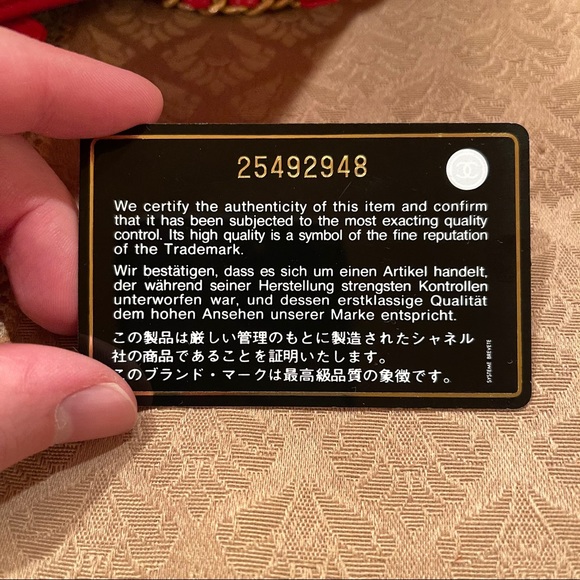 25492948
We certify the authenticity of this item and confirm
that it has been subjected to the most exacting quality
control. Its high quality is a symbol of the fine reputation
of the Trademark.
Wir bestätigen, dass es sich um einen Artikel handelt,
der während seiner Herstellung strengsten Kontrollen
unterworfen war, und dessen erstklassige Qualität
dem hohen Ansehen unserer Marke entspricht.
この製品は厳しい管理のもとに製造されたシャネル
社の商品であることを証明いたします。
このブランド・マークは最高級品質の象徴です。
SYSTEME BREVETE